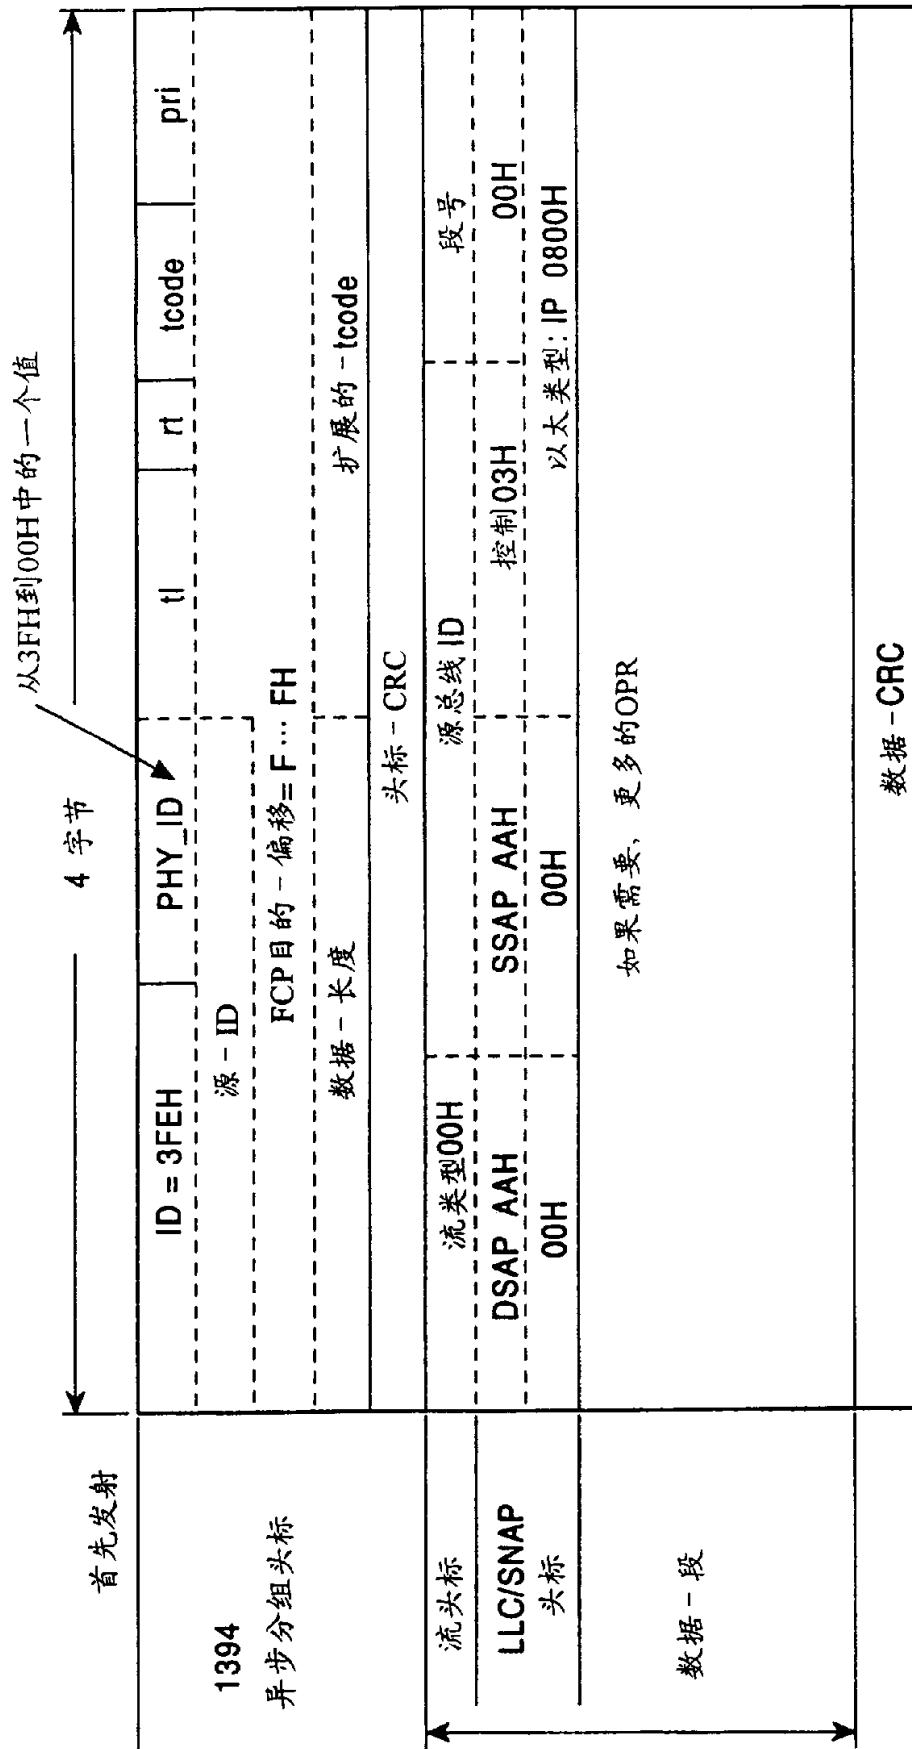 首先发射
4 字节
从3FH到00H中的一个值
1394
异步分组头标
ID = 3FEH
PHY_ID
tl
rt
tcode
pri
源-ID
FCP目的-偏移= F … FH
数据-长度
扩展的-tcode
头标-CRC
流头标
流类型00H
源总线 ID
段号
LLC/SNAP
头标
DSAP AAH
SSAP AAH
控制03H
00H
00H
00H
以太类型: IP 0800H
数据-段
如果需要, 更多的OPR
数据-CRC